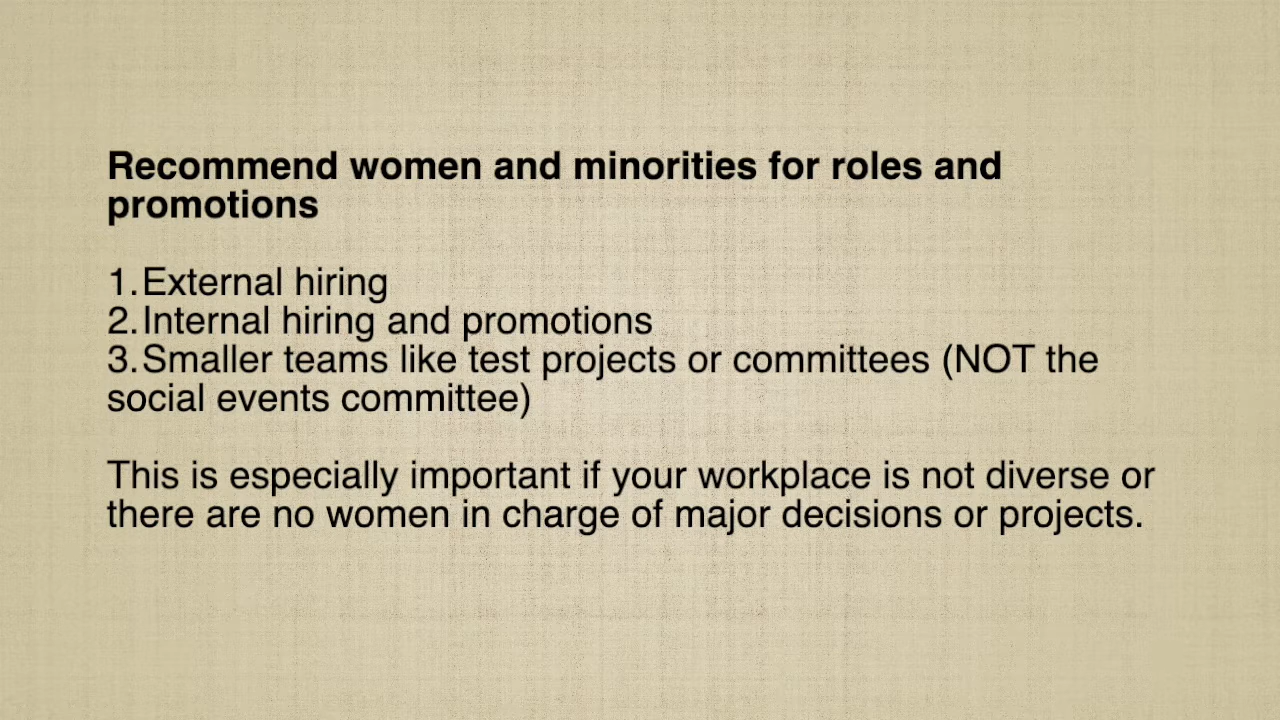 Recommend women and minorities for roles and
promotions
1. External hiring
2. Internal hiring and promotions
3. Smaller teams like test projects or committees (NOT the
social events committee)
This is especially important if your workplace is not diverse or
there are no women in charge of major decisions or projects.